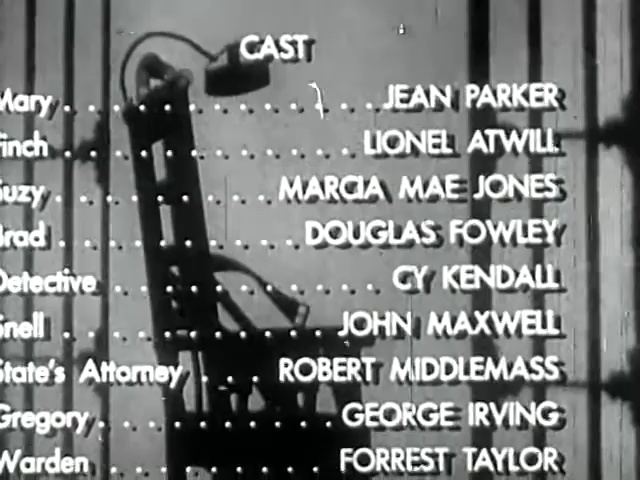 CAST
Mary . . . . . . . . . . . . . . . JEAN PARKER
Finch . . . . . . . . . . . . . . LIONEL ATWILL
Suzy . . . . . . . . . . . MARCIA MAE JONES
Brad . . . . . . . . . . . . DOUGLAS FOWLEY
Detective . . . . . . . . . . . . . CY KENDALL
Snell . . . . . . . . . . . . . JOHN MAXWELL
State's Attorney . . . ROBERT MIDDLEMASS
Gregory . . . . . . . . . . GEORGE IRVING
Warden . . . . . . . . . . FORREST TAYLOR